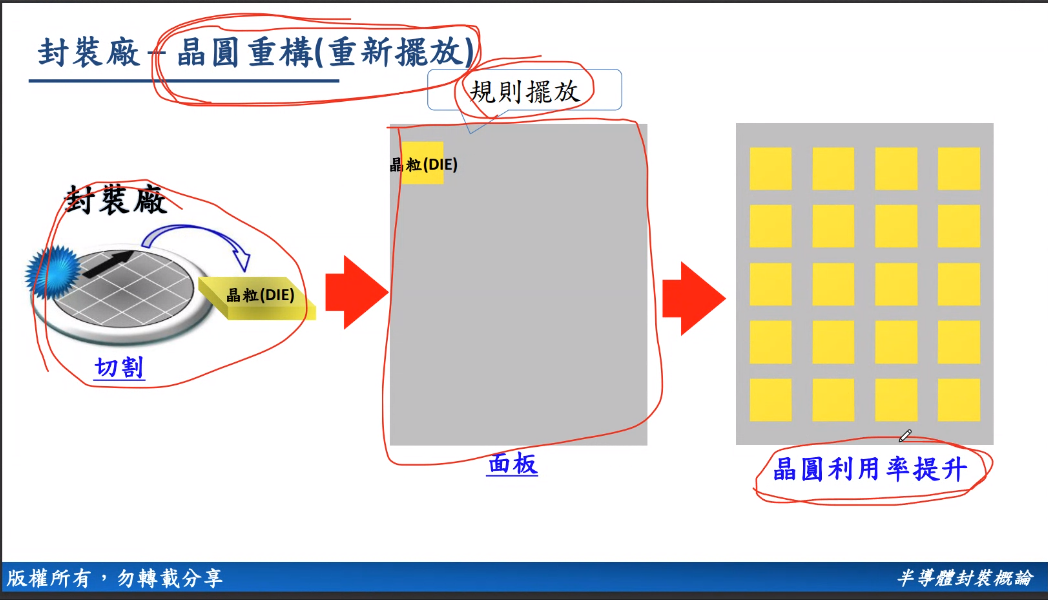 封裝廠–晶圓重構(重新擺放)
規則擺放
封裝廠
晶粒(DIE)
切割
晶粒(DIE)
面板
晶圓利用率提升
版權所有，勿轉載分享
半導體封裝概論